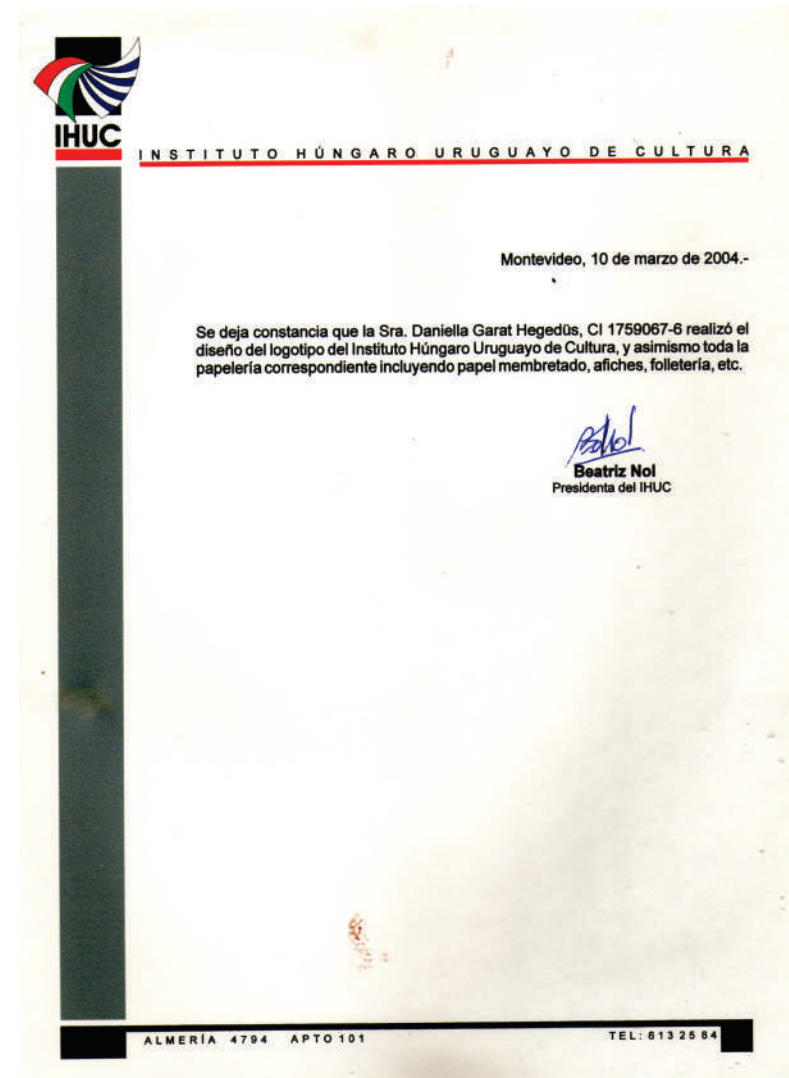 IHUC
INSTITUTO HÚNGARO URUGUAYO DE CULTURA
Montevideo, 10 de marzo de 2004.-
Se deja constancia que la Sra. Daniella Garat Hegedüs, CI 1759067-6 realizó el
diseño del logotipo del Instituto Húngaro Uruguayo de Cultura, y asimismo toda la
papelería correspondiente incluyendo papel membretado, afiches, folletería, etc.
Beatriz Nol
Presidenta del IHUC
ALMERÍA 4794 APTO 101
TEL: 613 25 84